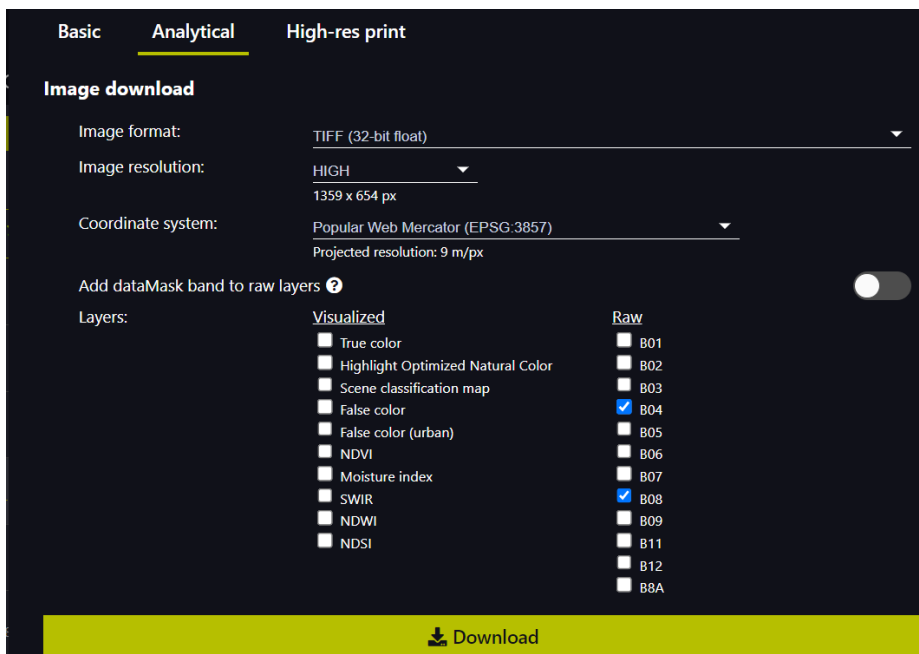 Basic Analytical High-res print
Image download
Image format: TIFF (32-bit float)
Image resolution: HIGH
1359 x 654 px
Coordinate system: Popular Web Mercator (EPSG:3857)
Projected resolution: 9 m/px
Add dataMask band to raw layers ?
Layers: Visualized Raw
True color B01
Highlight Optimized Natural Color B02
Scene classification map B03
False color B04
False color (urban) B05
NDVI B06
Moisture index B07
SWIR B08
NDWI B09
NDSI B11
B12
B8A
Download